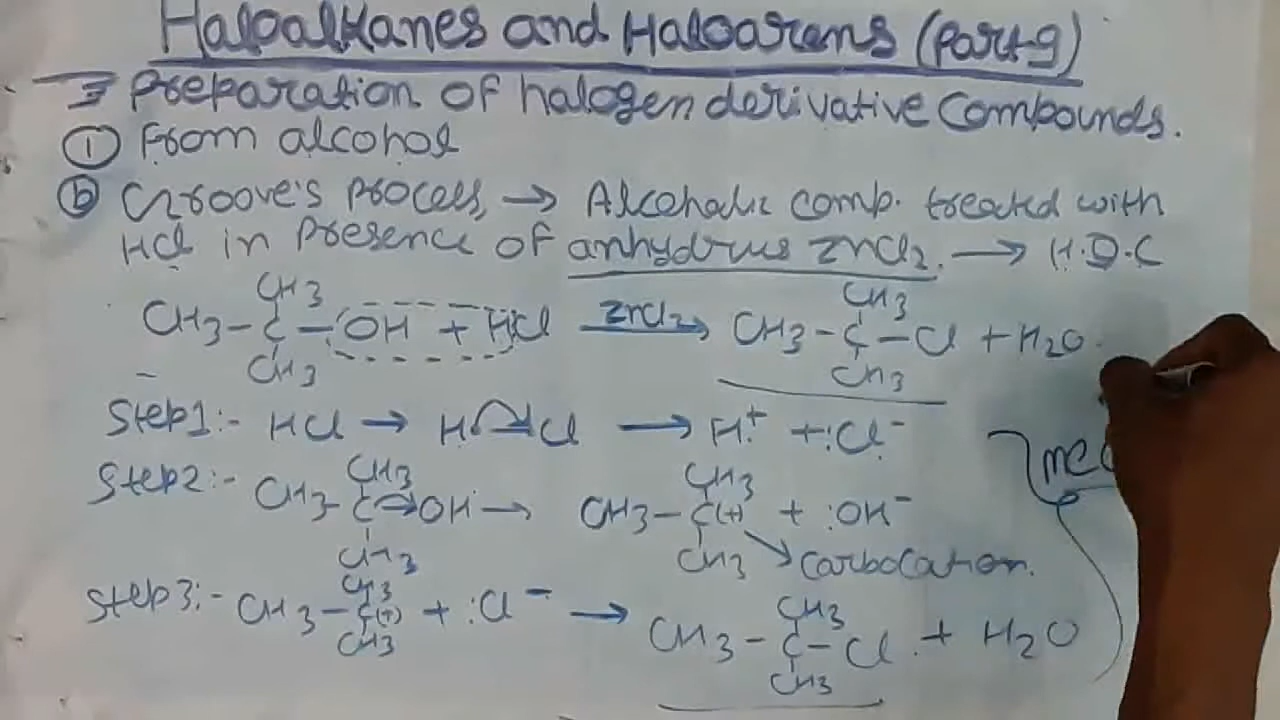 Haloalkanes and Haloarens (Part-9)
⇒ Preparation of halogen derivative Compounds.
① From alcohol
ⓑ Groove's process, → Alcoholic comp. treated with
HCl in presence of anhydrus ZnCl2. → H.D.C
CH3
CH3
CH3-C-OH + HCl ZnCl2→ CH3-C-Cl + H2O
CH3
CH3
Step1:- HCl → H Cl → H+ + :Cl-
CH3
CH3
Step2:- CH3-C OH → CH3-C(+) + :OH-
CH3
CH3
carbocation.
CH3
CH3
Step3:- CH3-C(+) + :Cl- → CH3-C-Cl + H2O
CH3
CH3